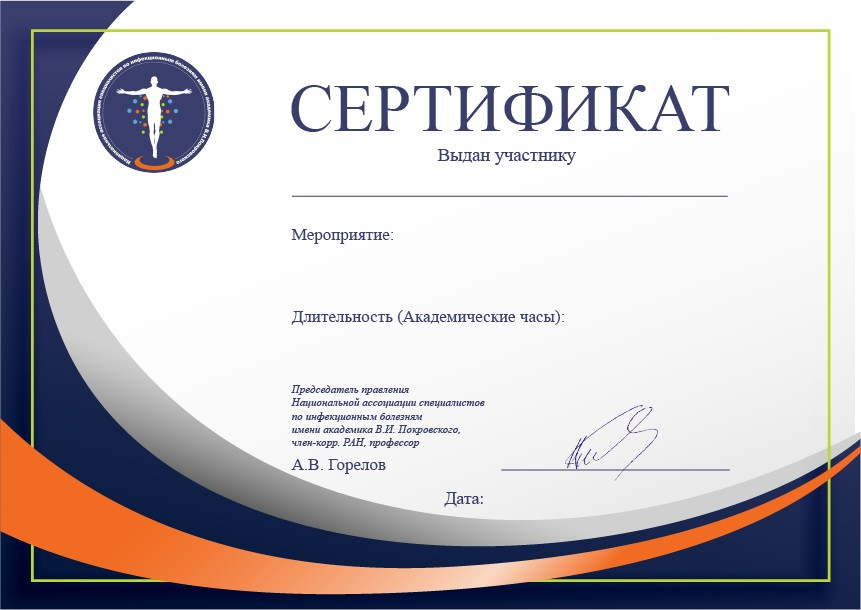 Национальная ассоциация специалистов по инфекционным болезням имени академика В.И.Покровского
СЕРТИФИКАТ
Выдан участнику
Мероприятие:
Длительность (Академические часы):
Председатель правления
Национальной ассоциации специалистов
по инфекционным болезням
имени академика В.И. Покровского,
член-корр. РАН, профессор
А.В. Горелов
Дата: